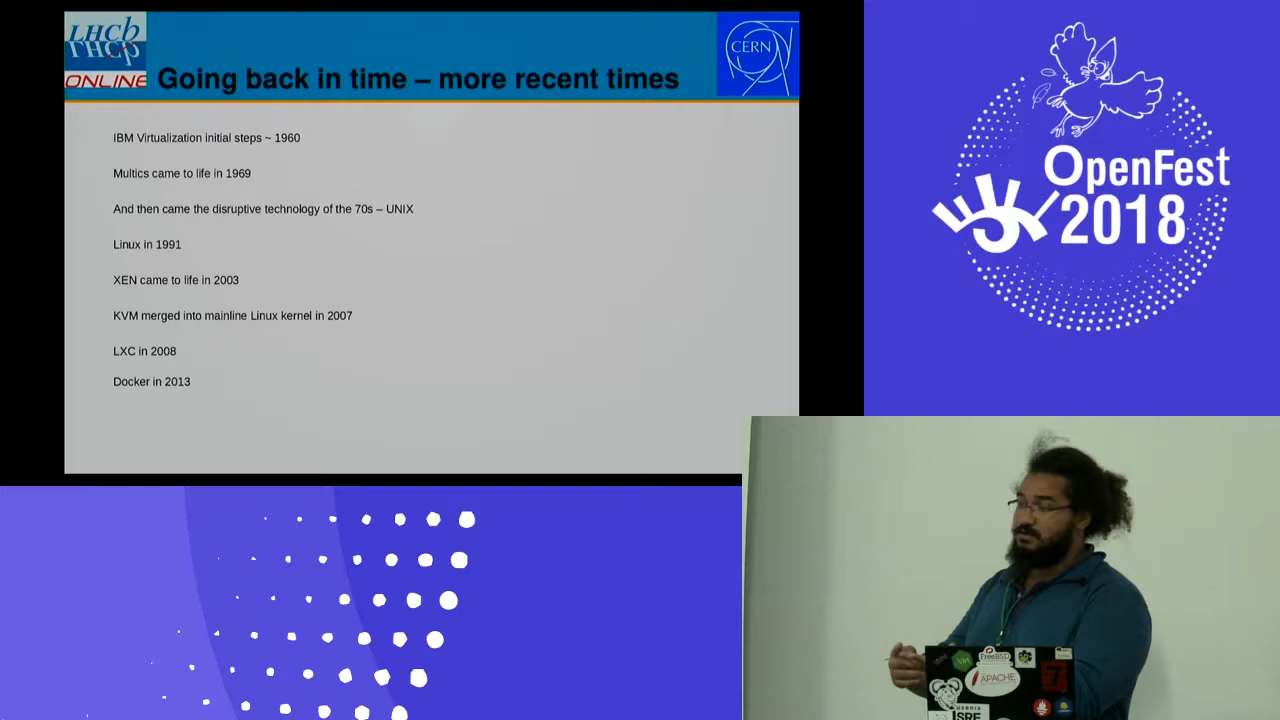 LHCb
ONLINE
Going back in time – more recent times
CERN
IBM Virtualization initial steps ~ 1960
Multics came to life in 1969
And then came the disruptive technology of the 70s – UNIX
Linux in 1991
XEN came to life in 2003
KVM merged into mainline Linux kernel in 2007
LXC in 2008
Docker in 2013
OpenFest
2018
FreeBSD
APACHE
7
usenix